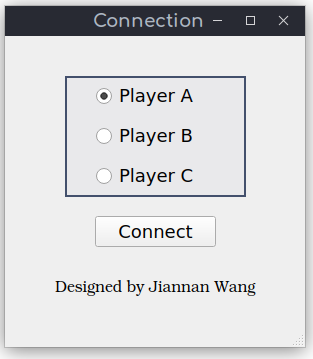 Connection
Player A
Player B
Player C
Connect
Designed by Jiannan Wang